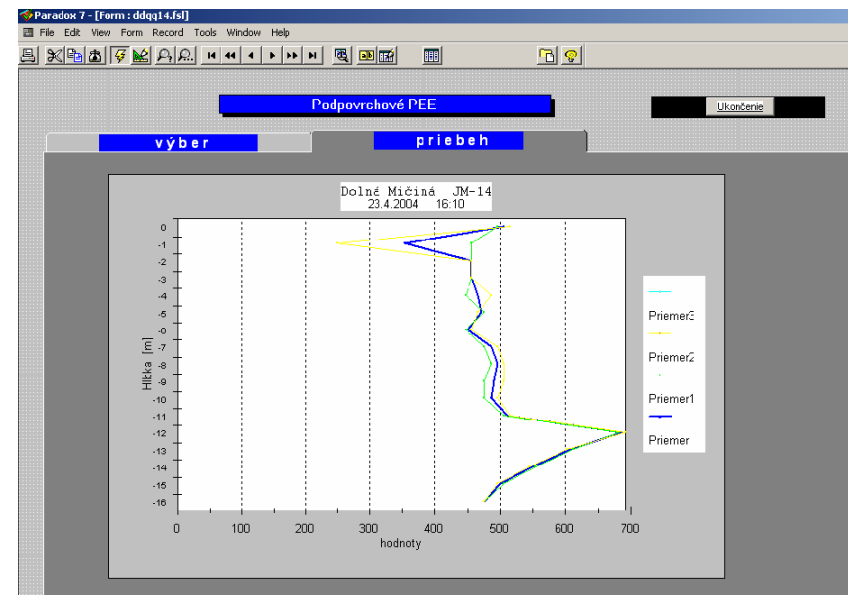 Paradox 7 - [Form : ddqq14.fsl]
File Edit View Form Record Tools Window Help
Podpovrchové PEE
Ukončenie
výber
priebeh
Dolná Mičiná JM-14
23.4.2004 16:10
0
-1
-2
-3
-4
-5
-0
-7
-8
-9
-10
-11
-12
-13
-14
-15
-16
Hĺbka [m]
0 100 200 300 400 500 600 700
hodnoty
Priemer3
Priemer2
Priemer1
Priemer